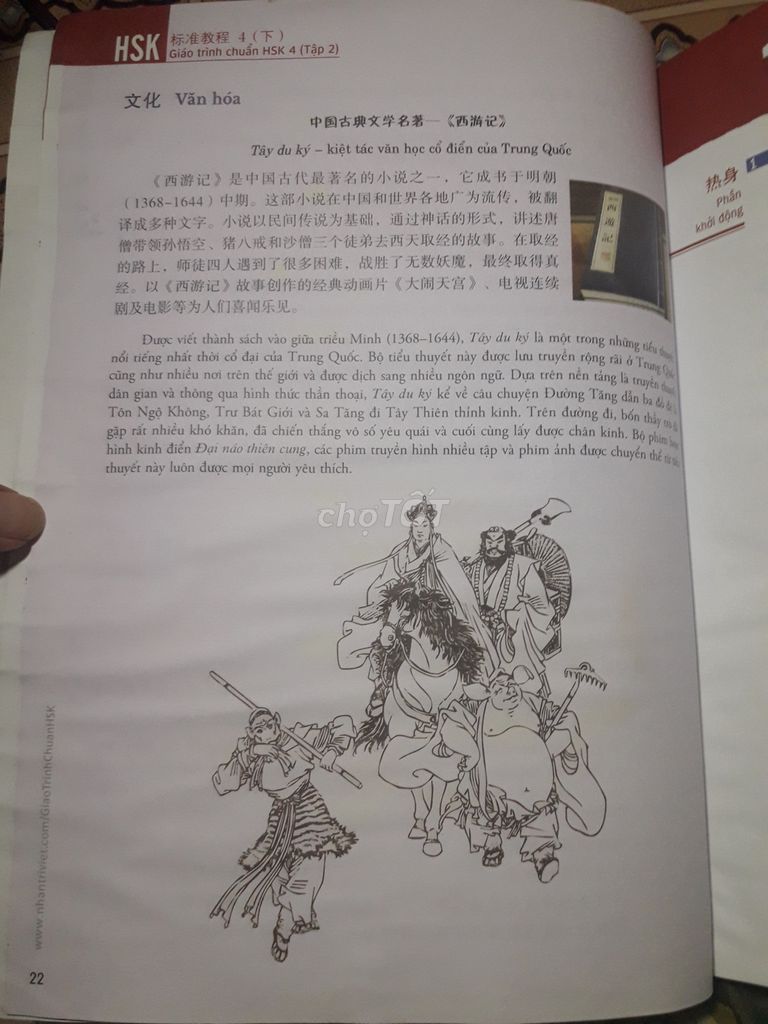 HSK 标准教程 4（下）
Giáo trình chuẩn HSK 4 (Tập 2)
文化 Văn hóa
中国古典文学名著—《西游记》
Tây du ký – kiệt tác văn học cổ điển của Trung Quốc
《西游记》是中国古代最著名的小说之一，它成书于明朝
（1368–1644）中期。这部小说在中国和世界各地广为流传，被翻
译成多种文字。小说以民间传说为基础，通过神话的形式，讲述唐
僧带领孙悟空、猪八戒和沙僧三个徒弟去西天取经的故事。在取经
的路上，师徒四人遇到了很多困难，战胜了无数妖魔，最终取得真
经。以《西游记》故事创作的经典动画片《大闹天宫》、电视连续
剧及电影等为人们喜闻乐见。
西遊記
Được viết thành sách vào giữa triều Minh (1368–1644), Tây du ký là một trong những tiểu thuyết
nổi tiếng nhất thời cổ đại của Trung Quốc. Bộ tiểu thuyết này được lưu truyền rộng rãi ở Trung Quốc
cũng như nhiều nơi trên thế giới và được dịch sang nhiều ngôn ngữ. Dựa trên nền tảng là truyền thuyết
dân gian và thông qua hình thức thần thoại, Tây du ký kể về câu chuyện Đường Tăng dẫn ba đồ đệ là
Tôn Ngộ Không, Trư Bát Giới và Sa Tăng đi Tây Thiên thỉnh kinh. Trên đường đi, bốn thầy trò đã
gặp rất nhiều khó khăn, đã chiến thắng vô số yêu quái và cuối cùng lấy được chân kinh. Bộ phim
hình kinh điển Đại náo thiên cung, các phim truyền hình nhiều tập và phim ảnh được chuyển thể từ tiểu
thuyết này luôn được mọi người yêu thích.
chợTỐT
www.nhantriviet.com/GiaoTrinhChuanHSK
22
热身 1
Phần
khởi động